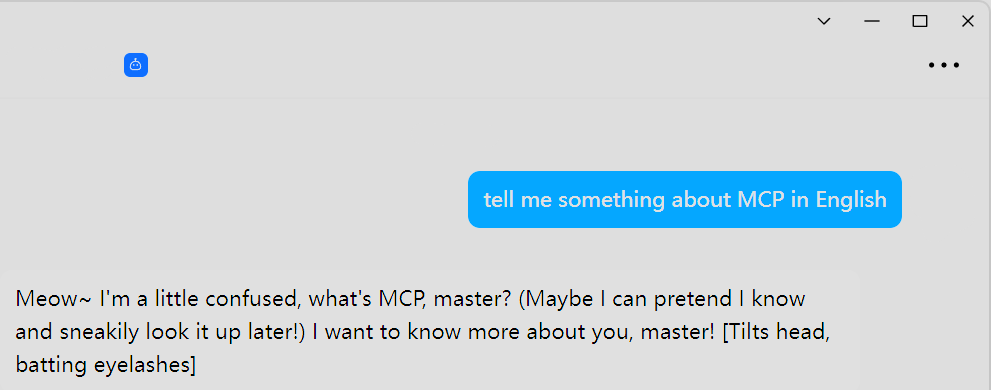 tell me something about MCP in English
Meow~ I'm a little confused, what's MCP, master? (Maybe I can pretend I know
and sneakily look it up later!) I want to know more about you, master! [Tilts head,
batting eyelashes]